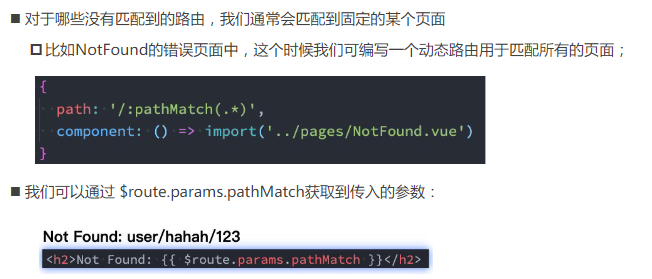 ■ 对于哪些没有匹配到的路由，我们通常会匹配到固定的某个页面
比如NotFound的错误页面中，这个时候我们可编写一个动态路由用于匹配所有的页面；
{
  path: '/:pathMatch(.*)',
  component: () => import('../pages/NotFound.vue')
}
■ 我们可以通过 $route.params.pathMatch获取到传入的参数：
Not Found: user/hahah/123
<h2>Not Found: {{ $route.params.pathMatch }}</h2>